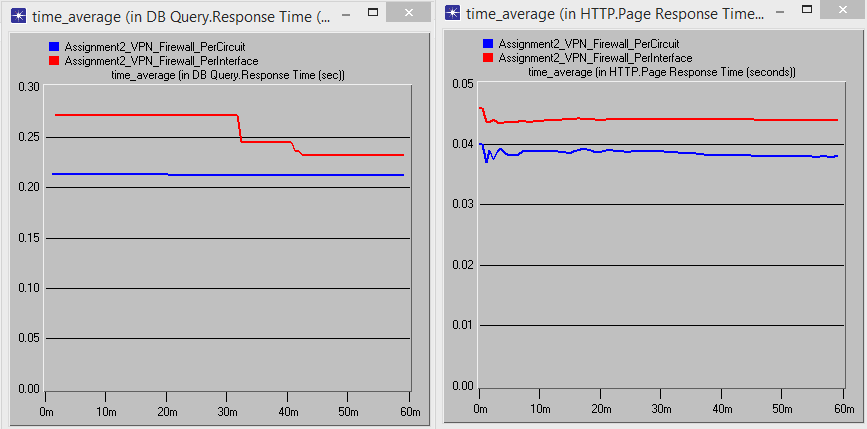 time_average (in DB Query.Response Time (...
Assignment2_VPN_Firewall_PerCircuit
Assignment2_VPN_Firewall_PerInterface
time_average (in DB Query.Response Time (sec))
0.30
0.25
0.20
0.15
0.10
0.05
0.00
0m 10m 20m 30m 40m 50m 60m
time_average (in HTTP.Page Response Time...
Assignment2_VPN_Firewall_PerCircuit
Assignment2_VPN_Firewall_PerInterface
time_average (in HTTP.Page Response Time (seconds))
0.05
0.04
0.03
0.02
0.01
0.00
0m 10m 20m 30m 40m 50m 60m